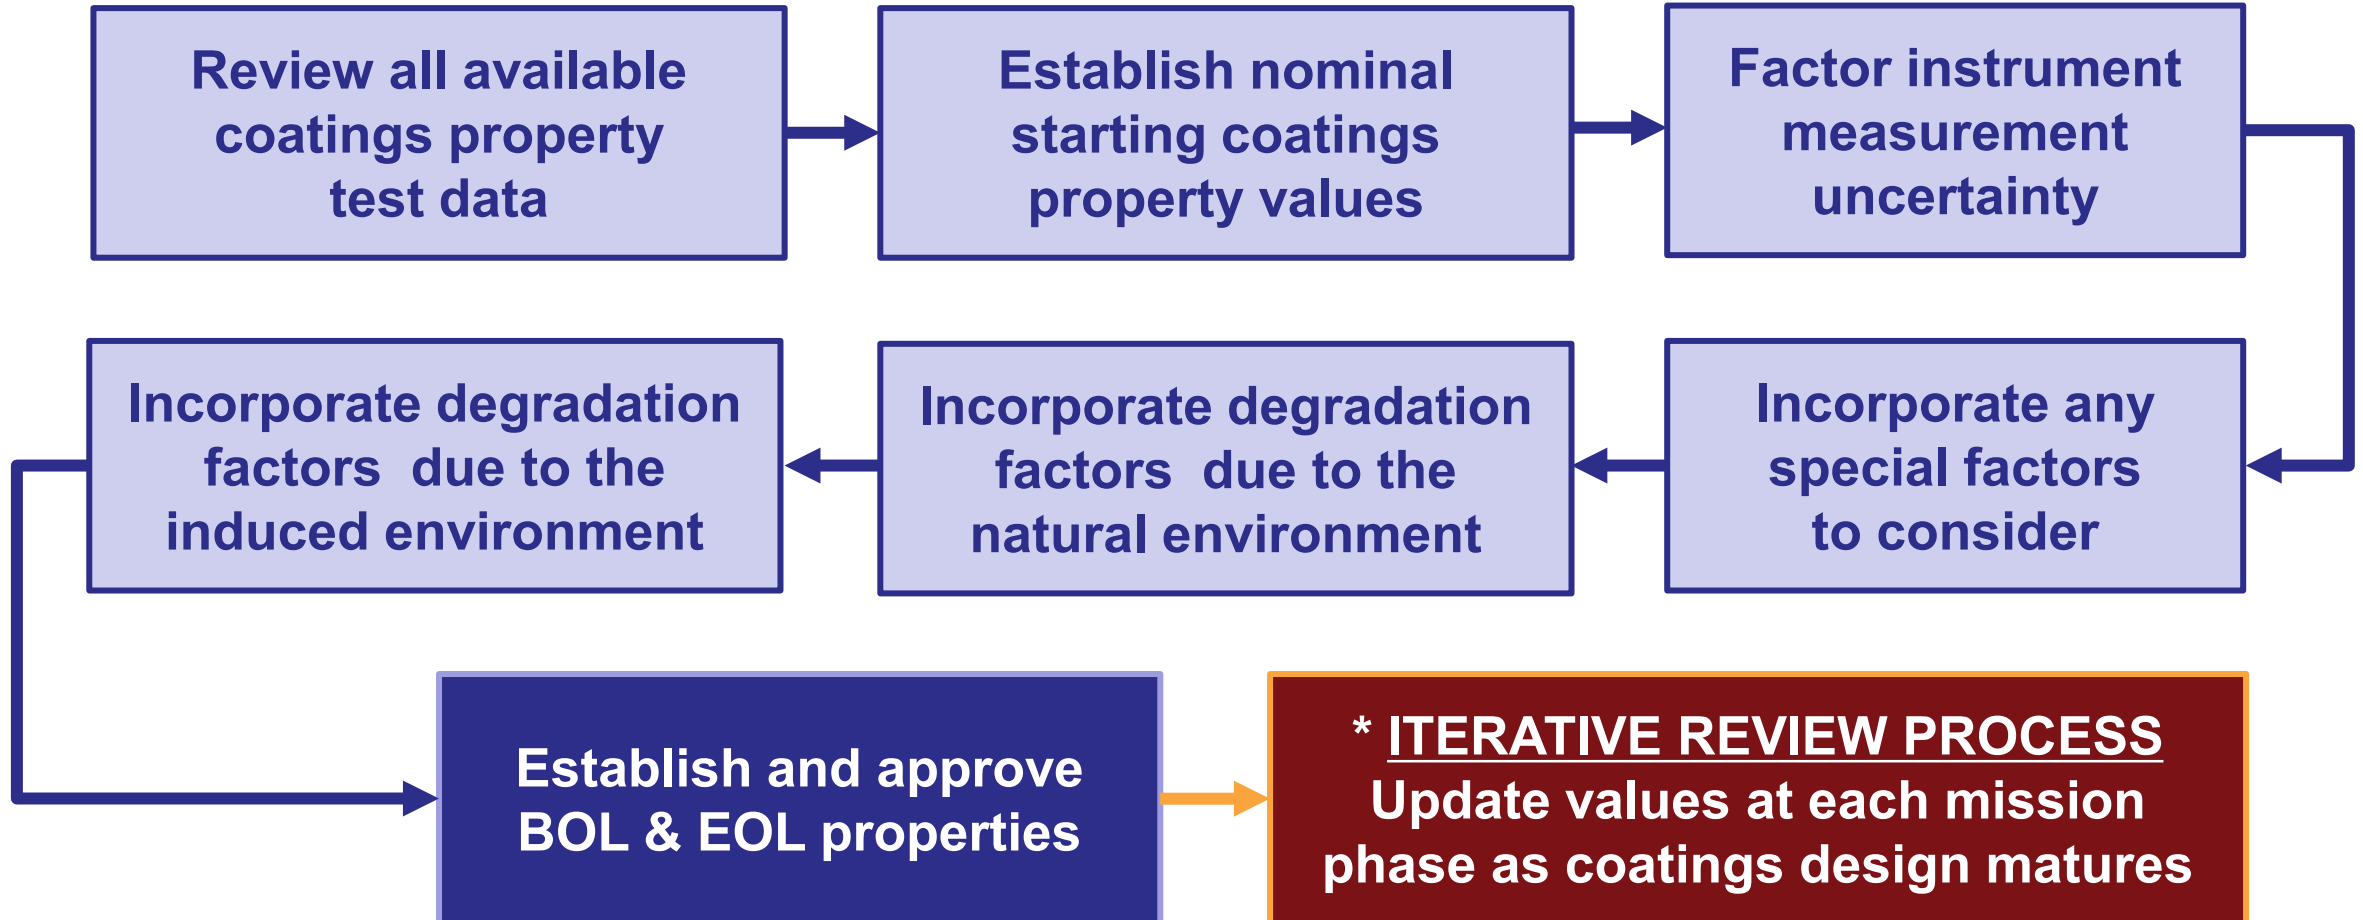 Review all available
coatings property
test data
Establish nominal
starting coatings
property values
Factor instrument
measurement
uncertainty
Incorporate any
special factors
to consider
Incorporate degradation
factors  due to the
natural environment
Incorporate degradation
factors  due to the
induced environment
Establish and approve
BOL & EOL properties
* ITERATIVE REVIEW PROCESS
Update values at each mission
phase as coatings design matures